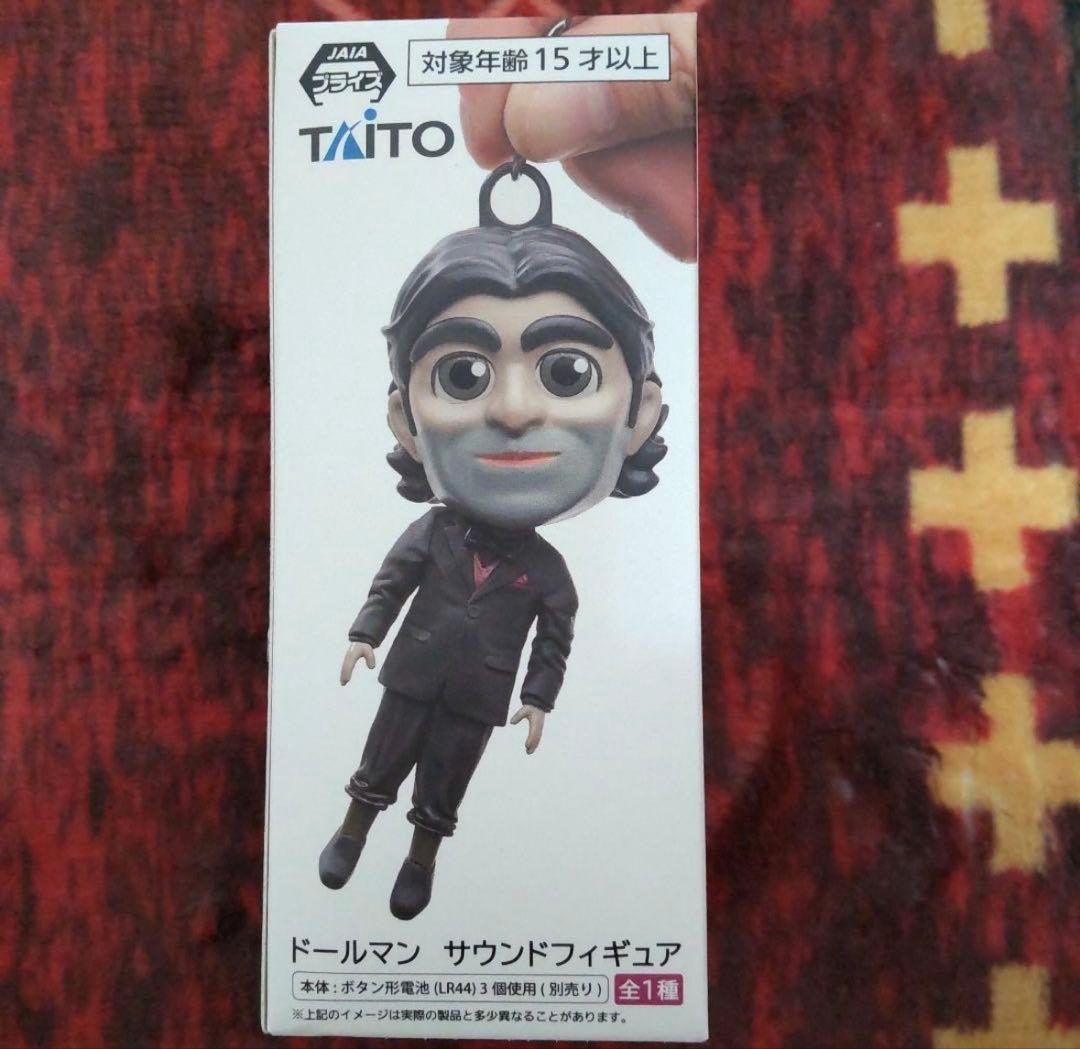 JAIA
プライズ
対象年齢15才以上
TAITO
ドールマン サウンドフィギュア
本体:ボタン形電池(LR44)3個使用(別売り)
全1種
※上記のイメージは実際の製品と多少異なることがあります。